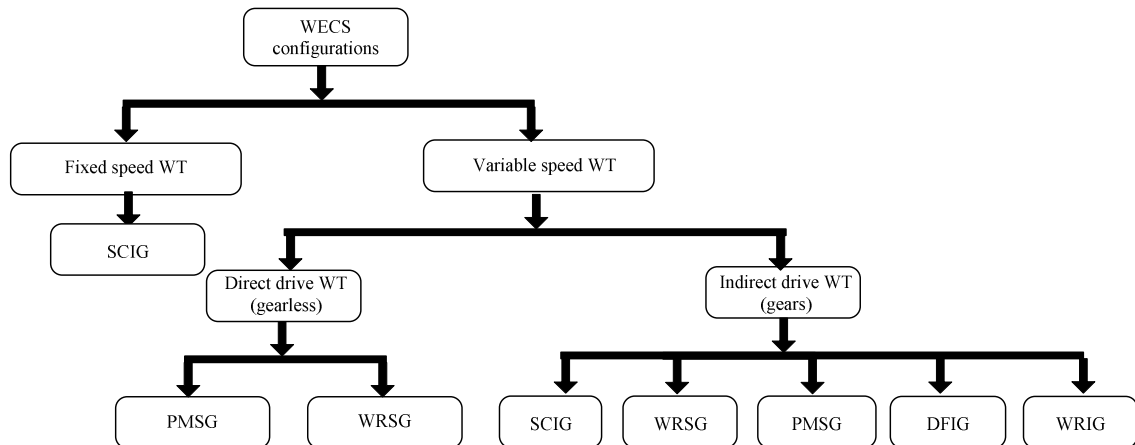 WECS
configurations
Fixed speed WT
Variable speed WT
SCIG
Direct drive WT
(gearless)
Indirect drive WT
(gears)
PMSG
WRSG
SCIG
WRSG
PMSG
DFIG
WRIG